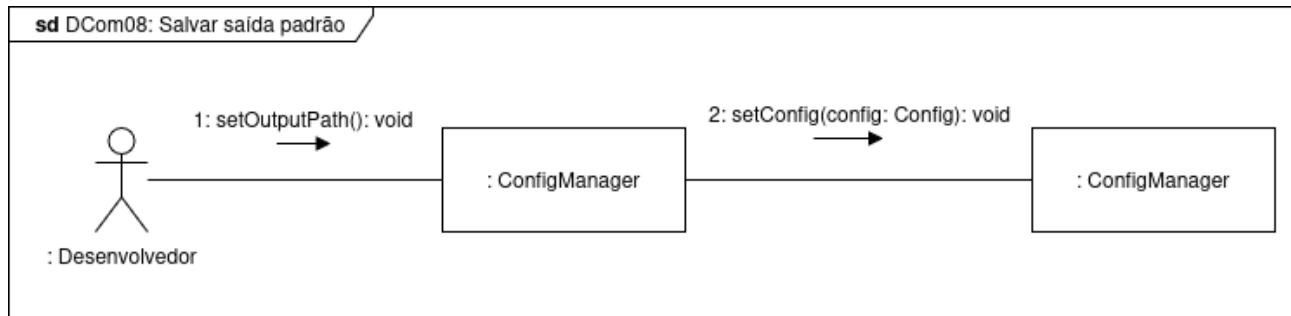 sd DCom08: Salvar saída padrão
1: setOutputPath(): void
2: setConfig(config: Config): void
: ConfigManager
: ConfigManager
: Desenvolvedor